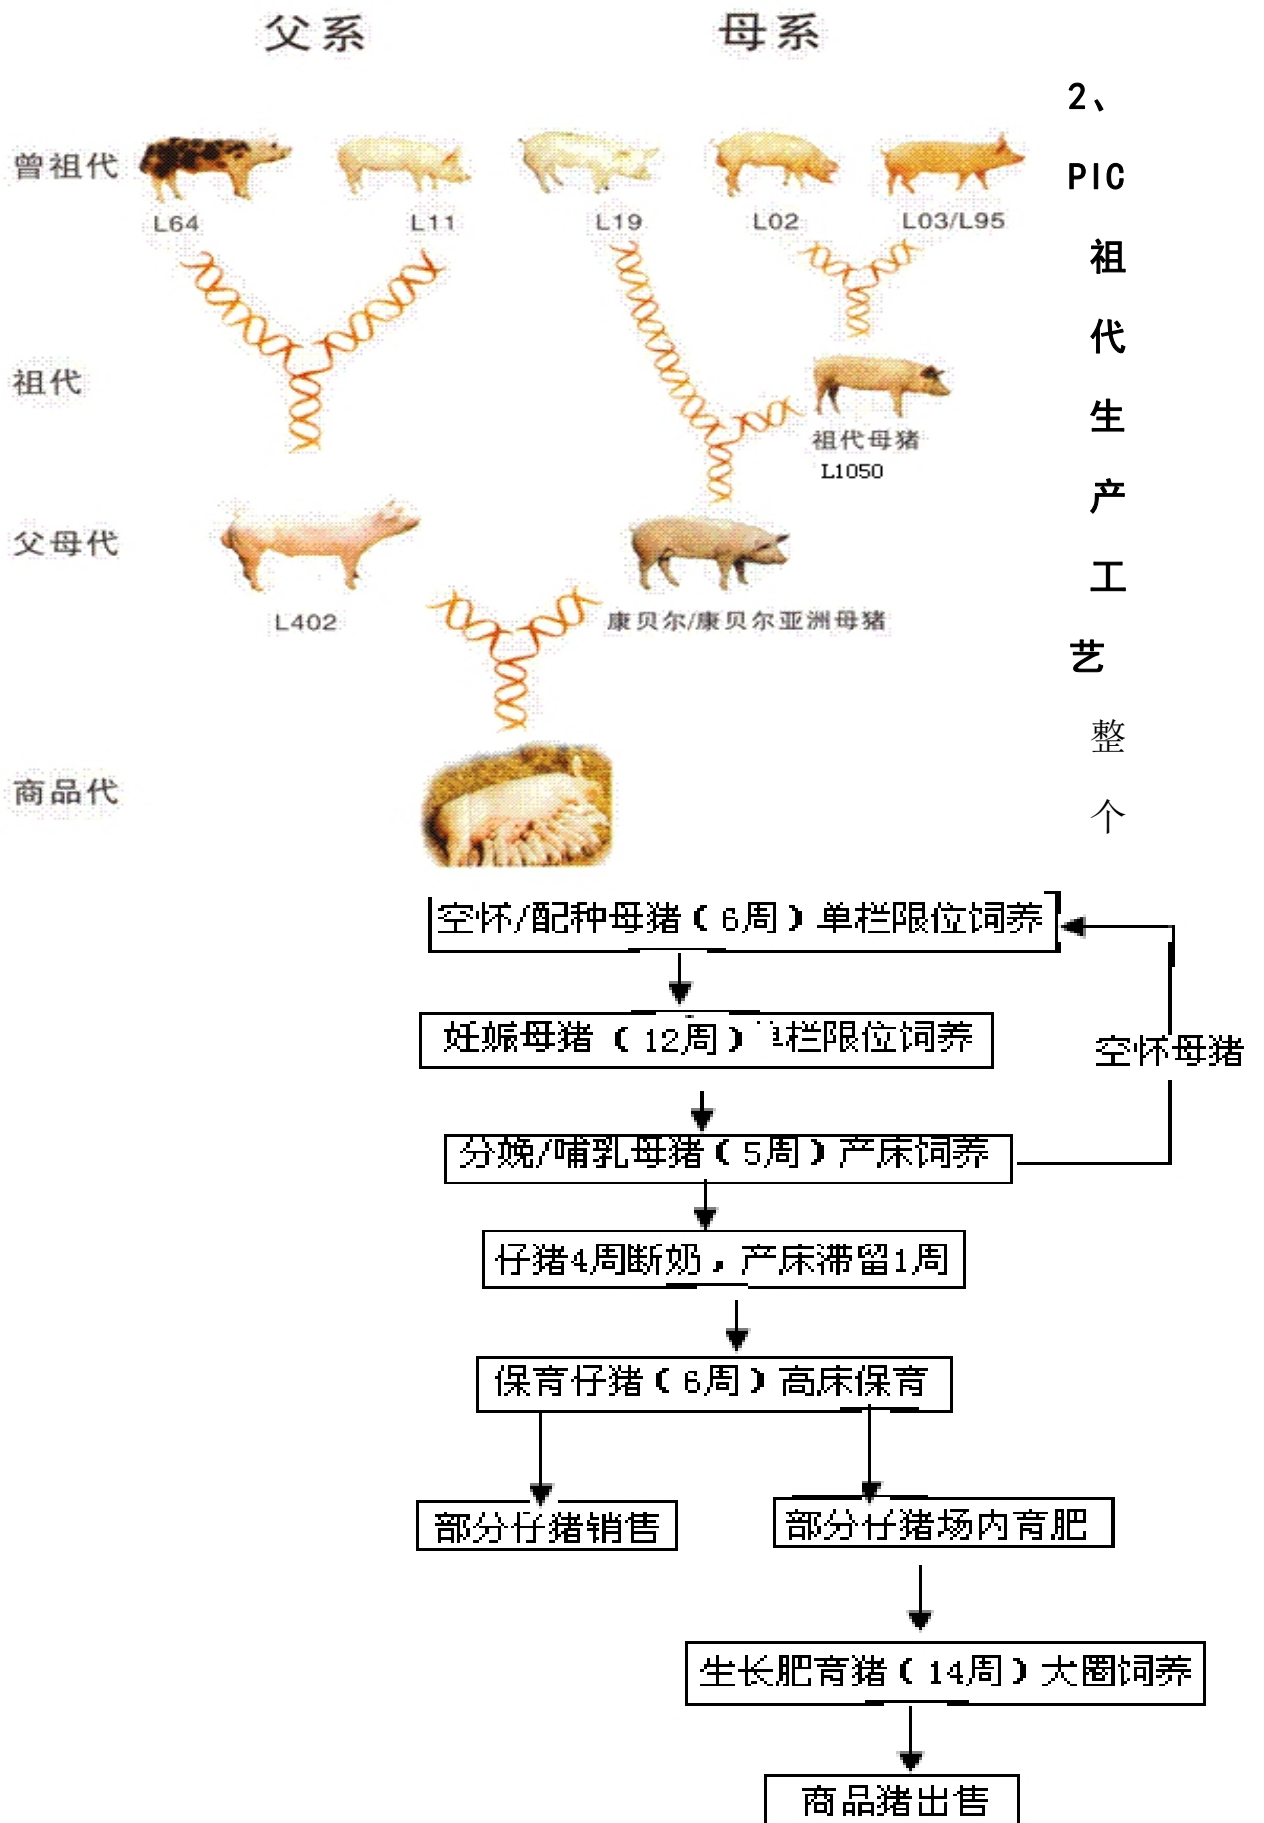 父系 母系
2、
PIC
祖
代
生
产
工
艺
整
个
曾祖代
L64 L11 L19 L02 L03/L95
祖代
祖代母猪
L1050
父母代
L402 康贝尔/康贝尔亚洲母猪
商品代
空怀/配种母猪(6周)单栏限位饲养
妊娠母猪(12周)单栏限位饲养
空怀母猪
分娩/哺乳母猪(5周)产床饲养
仔猪4周断奶,产床滞留1周
保育仔猪(6周)高床保育
部分仔猪销售 部分仔猪场内育肥
生长肥育猪(14周)大圈饲养
商品猪出售